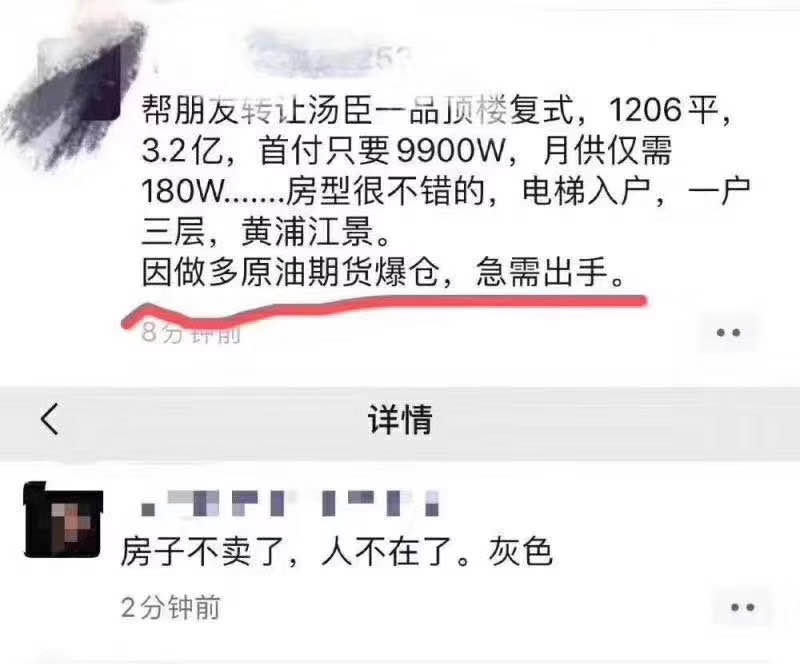 帮朋友转让汤臣一品顶楼复式，1206平，
3.2亿，首付只要9900W，月供仅需
180W.......房型很不错的，电梯入户，一户
三层，黄浦江景。
因做多原油期货爆仓，急需出手。
8分钟前
详情
房子不卖了，人不在了。灰色
2分钟前